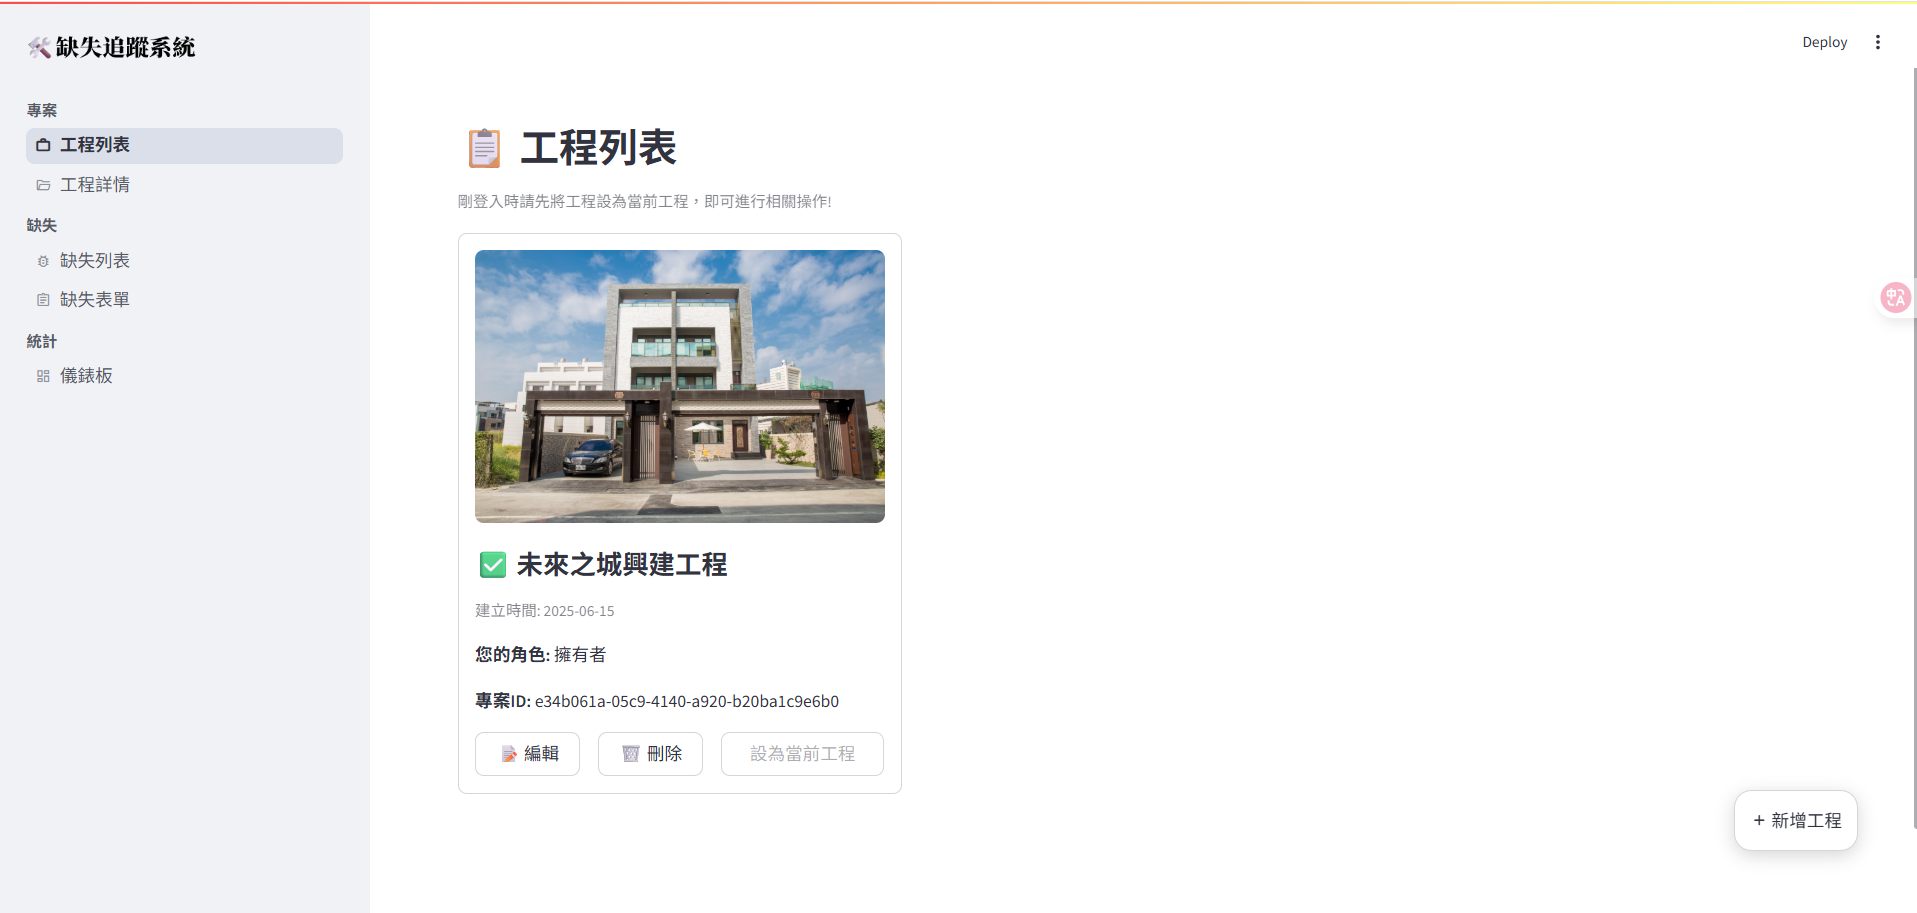 缺失追蹤系統
專案
工程列表
工程詳情
缺失
缺失列表
缺失表單
統計
儀錶板
Deploy
工程列表
剛登入時請先將工程設為當前工程，即可進行相關操作!
未來之城興建工程
建立時間: 2025-06-15
您的角色: 擁有者
專案ID: e34b061a-05c9-4140-a920-b20ba1c9e6b0
編輯
刪除
設為當前工程
+ 新增工程